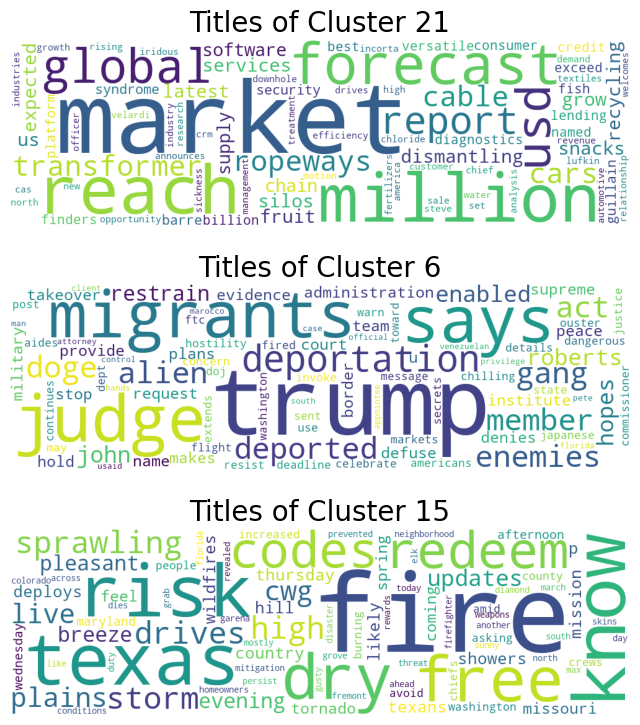 Titles of Cluster 21
industries growth rising iridous software best incorta versatile consumer credit recycling welcomes
expected global services forecast demand textiles exceed
syndrome downhole drives high
platform latest security cable fish
officer velardi market treatment report usd grow
us industry research crm supply efficiency chloride diagnostics lending named
announces hopeways dismantling snacks
transformer sickness management chain motion fertilizers america customer chief revenue lufkin cars automotive guillain relationship
cas new reach silos million water analysis
north finders opportunity barre billion fruit sale steve set
Titles of Cluster 6
post client takeover restrain evidence administration enabled supreme justice
man marocco ftc case warn team toward act
military aides migrants hostility fired court official says venezuelan details ouster peace dangerous
attorney control provide concern doj plans deportation u privilege roberts
doge dept alien invoke message chilling gang state commissioner
continues stop request border secrets institute hopes
judge hands extends washington south sent trump appointee member pete
may john deported use markets defuse denies japanese florida
hold usaid name makes flight resist deadline celebrate americans enemies
Titles of Cluster 15
sprawling florida revealed increased codes prevented neighborhood elk redeem afternoon p
pleasant people wildfires thursday spring
deploys risk feel cwg fire updates county march mission know
colorado across dies grab hill likely coming diamond
live maryland burning today firefighter amid
wednesday breeze drives high disaster rewards weapons another asking showers south skins day
texas garena country dry threat free north crews
like duty mostly grove chiefs sunny max
plains storm mitigation homeowners persist gusty ahead avoid texans
conditions evening tornado fremont washington missouri